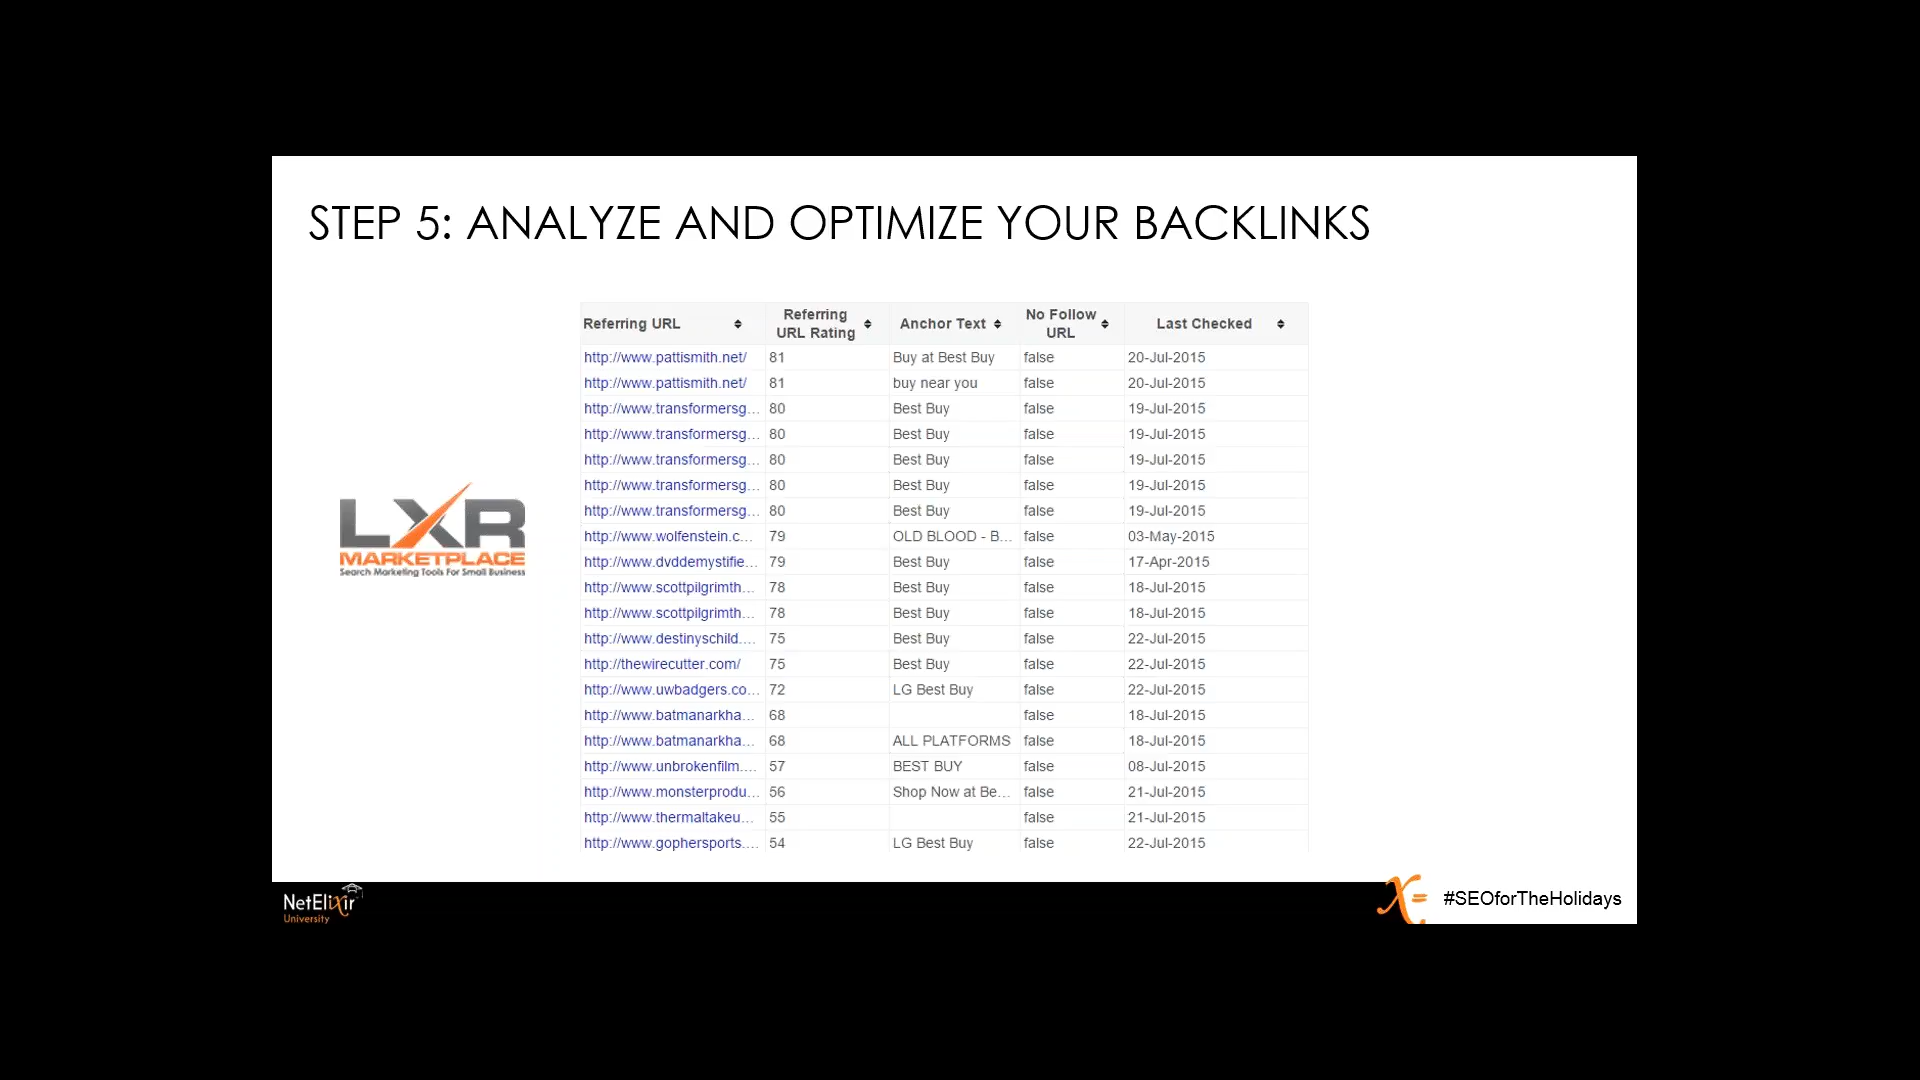 STEP 5: ANALYZE AND OPTIMIZE YOUR BACKLINKS
Referring URL Referring URL Rating Anchor Text No Follow URL Last Checked
http://www.pattismith.net/ 81 Buy at Best Buy false 20-Jul-2015
http://www.pattismith.net/ 81 buy near you false 20-Jul-2015
http://www.transformersg... 80 Best Buy false 19-Jul-2015
http://www.transformersg... 80 Best Buy false 19-Jul-2015
http://www.transformersg... 80 Best Buy false 19-Jul-2015
http://www.transformersg... 80 Best Buy false 19-Jul-2015
http://www.transformersg... 80 Best Buy false 19-Jul-2015
http://www.wolfenstein.c... 79 OLD BLOOD - B... false 03-May-2015
http://www.dvddemystifie... 79 Best Buy false 17-Apr-2015
http://www.scottpilgrimth... 78 Best Buy false 18-Jul-2015
http://www.scottpilgrimth... 78 Best Buy false 18-Jul-2015
http://www.destinyschild.... 75 Best Buy false 22-Jul-2015
http://thewirecutter.com/ 75 Best Buy false 22-Jul-2015
http://www.uwbadgers.co... 72 LG Best Buy false 22-Jul-2015
http://www.batmanarkha... 68 false 18-Jul-2015
http://www.batmanarkha... 68 ALL PLATFORMS false 18-Jul-2015
http://www.unbrokenfilm.... 57 BEST BUY false 08-Jul-2015
http://www.monsterprodu... 56 Shop Now at Be... false 21-Jul-2015
http://www.thermaltakeu... 55 false 21-Jul-2015
http://www.gophersports.... 54 LG Best Buy false 22-Jul-2015
LXR
MARKETPLACE
Search Marketing Tools For Small Business
NetElixir
University
X=
#SEOforTheHolidays